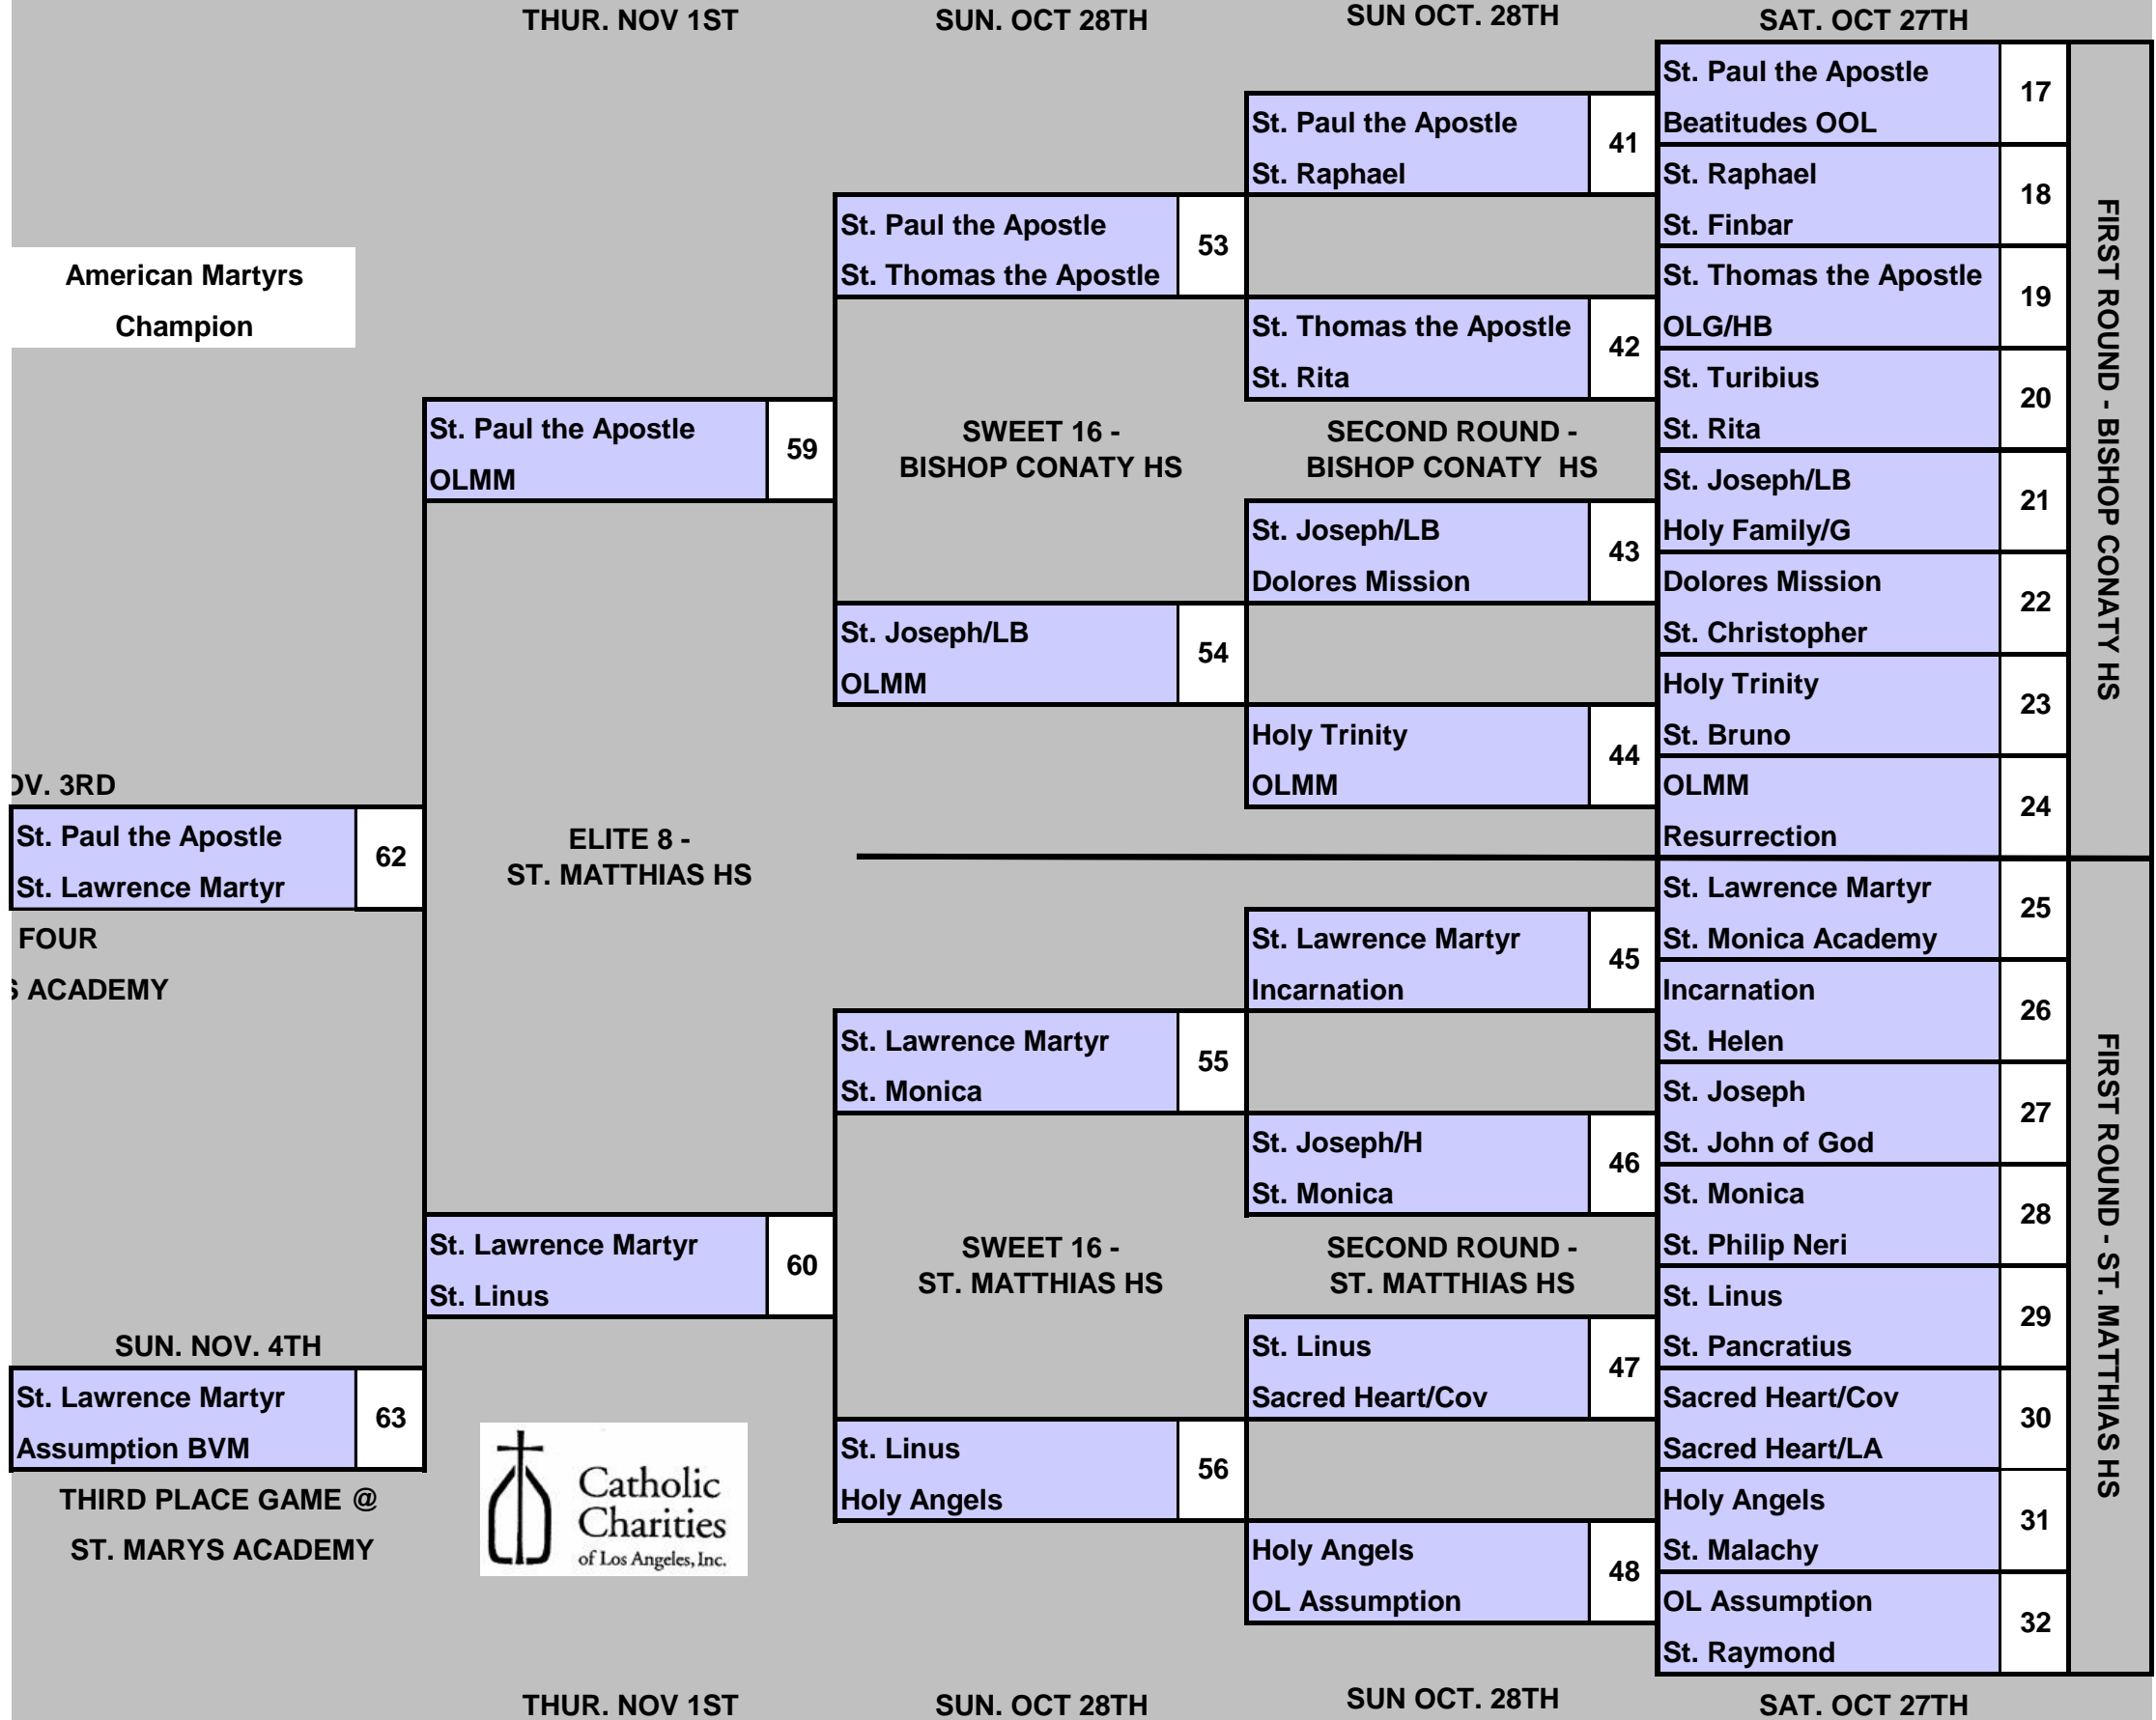 THUR. NOV 1ST
SUN. OCT 28TH
SUN OCT. 28TH
SAT. OCT 27TH
American Martyrs
Champion
OV. 3RD
St. Paul the Apostle
St. Lawrence Martyr
62
FOUR
S ACADEMY
SUN. NOV. 4TH
St. Lawrence Martyr
Assumption BVM
63
THIRD PLACE GAME @
ST. MARYS ACADEMY
St. Paul the Apostle
OLMM
59
ELITE 8 -
ST. MATTHIAS HS
St. Lawrence Martyr
St. Linus
60
Catholic
Charities
of Los Angeles, Inc.
St. Paul the Apostle
St. Thomas the Apostle
53
SWEET 16 -
BISHOP CONATY HS
St. Joseph/LB
OLMM
54
St. Lawrence Martyr
St. Monica
55
SWEET 16 -
ST. MATTHIAS HS
St. Linus
Holy Angels
56
St. Paul the Apostle
St. Raphael
41
St. Thomas the Apostle
St. Rita
42
SECOND ROUND -
BISHOP CONATY HS
St. Joseph/LB
Dolores Mission
43
Holy Trinity
OLMM
44
St. Lawrence Martyr
Incarnation
45
St. Joseph/H
St. Monica
46
SECOND ROUND -
ST. MATTHIAS HS
St. Linus
Sacred Heart/Cov
47
Holy Angels
OL Assumption
48
St. Paul the Apostle
Beatitudes OOL
17
St. Raphael
St. Finbar
18
St. Thomas the Apostle
OLG/HB
19
St. Turibius
St. Rita
20
St. Joseph/LB
Holy Family/G
21
Dolores Mission
St. Christopher
22
Holy Trinity
St. Bruno
23
OLMM
Resurrection
24
St. Lawrence Martyr
St. Monica Academy
25
Incarnation
St. Helen
26
St. Joseph
St. John of God
27
St. Monica
St. Philip Neri
28
St. Linus
St. Pancratius
29
Sacred Heart/Cov
Sacred Heart/LA
30
Holy Angels
St. Malachy
31
OL Assumption
St. Raymond
32
FIRST ROUND - BISHOP CONATY HS
FIRST ROUND - ST. MATTHIAS HS
THUR. NOV 1ST
SUN. OCT 28TH
SUN OCT. 28TH
SAT. OCT 27TH